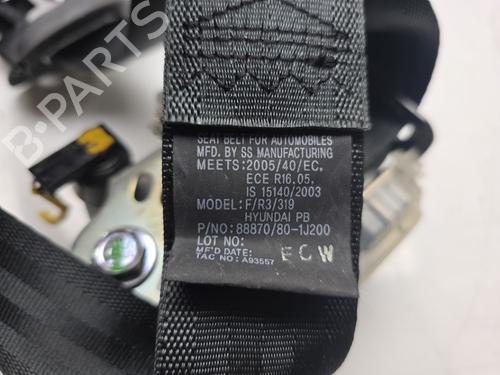 SEAT BELT FOR AUTOMOBILES
MFD. BY SS MANUFACTURING
MEETS:2005/40/EC.
ECE R16.05.
IS 15140/2003
MODEL: F/R3/319
HYUNDAI PB
P/NO: 88870/80-1J200
LOT NO:
MF'D DATE:
TAC NO: A93557
ECW
B-PARTS